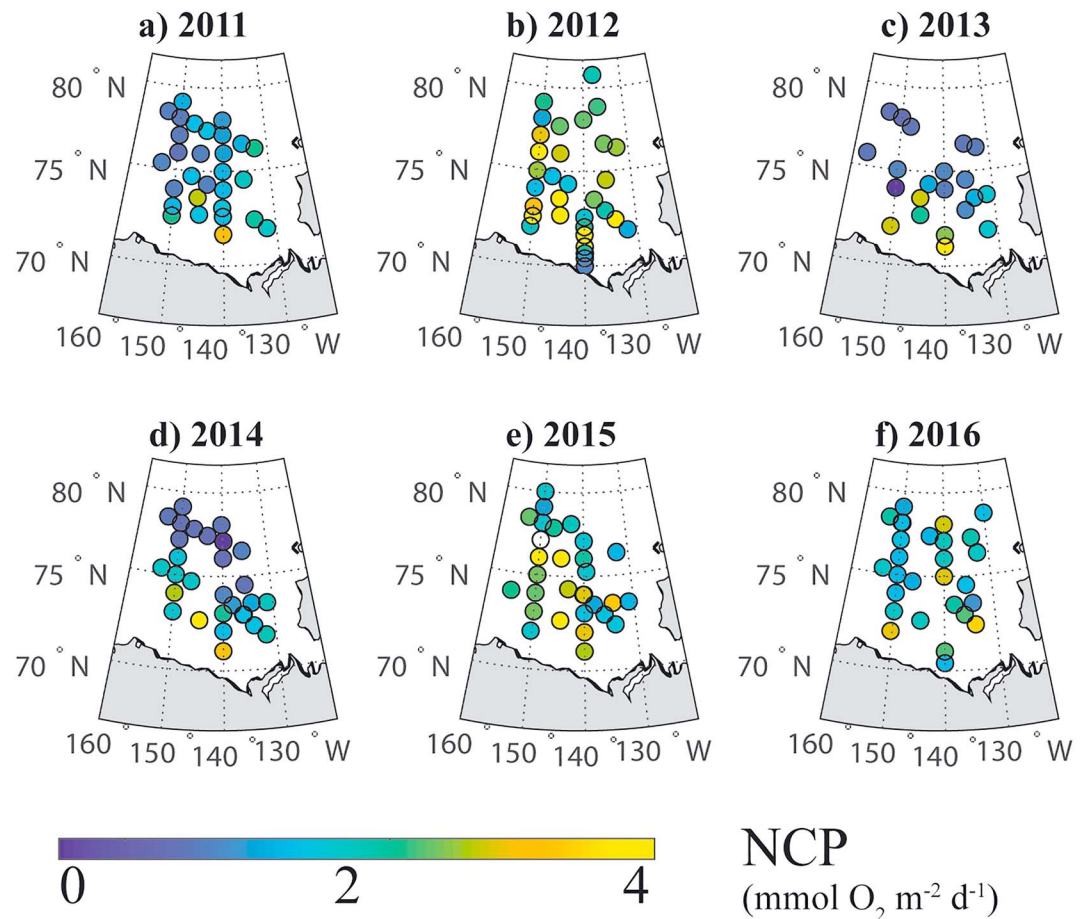 a) 2011
b) 2012
c) 2013
80 °N
75 °N
70 °N
160 ° 150 ° 140 ° 130 ° W
80 °N
75 °N
70 °N
160 ° 150 ° 140 ° 130 ° W
80 °N
75 °N
70 °N
160 ° 150 ° 140 ° 130 ° W
d) 2014
e) 2015
f) 2016
80 °N
75 °N
70 °N
160 ° 150 ° 140 ° 130 ° W
80 °N
75 °N
70 °N
160 ° 150 ° 140 ° 130 ° W
80 °N
75 °N
70 °N
160 ° 150 ° 140 ° 130 ° W
0 2 4
NCP
(mmol O₂ m⁻² d⁻¹)